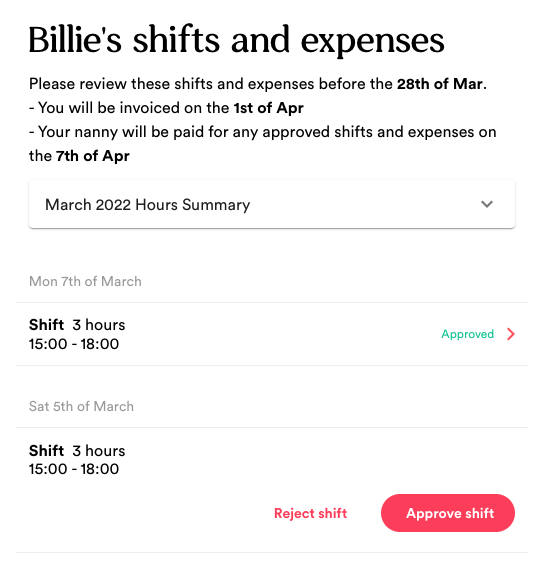 Billie's shifts and expenses
Please review these shifts and expenses before the 28th of Mar.
- You will be invoiced on the 1st of Apr
- Your nanny will be paid for any approved shifts and expenses on
the 7th of Apr
March 2022 Hours Summary
Mon 7th of March
Shift 3 hours
15:00 - 18:00
Approved
Sat 5th of March
Shift 3 hours
15:00 - 18:00
Reject shift
Approve shift